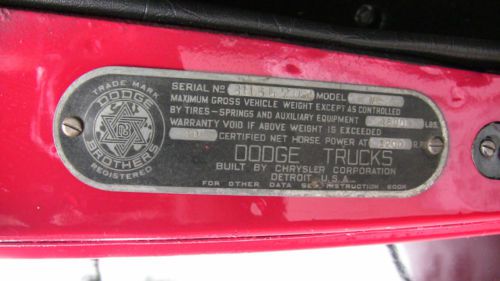 TRADE MARK
DODGE
DB
BROTHERS
REGISTERED
SERIAL NO MODEL
MAXIMUM GROSS VEHICLE WEIGHT EXCEPT AS CONTROLLED
BY TIRES-SPRINGS AND AUXILIARY EQUIPMENT LBS.
WARRANTY VOID IF ABOVE WEIGHT IS EXCEEDED
CERTIFIED NET HORSE POWER AT 3200 R
DODGE TRUCKS
BUILT BY CHRYSLER CORPORATION
DETROIT, U.S.A.
FOR OTHER DATA SEE INSTRUCTION BOOK